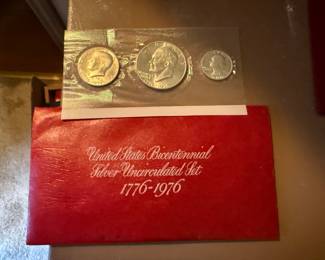 United States Bicentennial
Silver Uncirculated Set
1776-1976